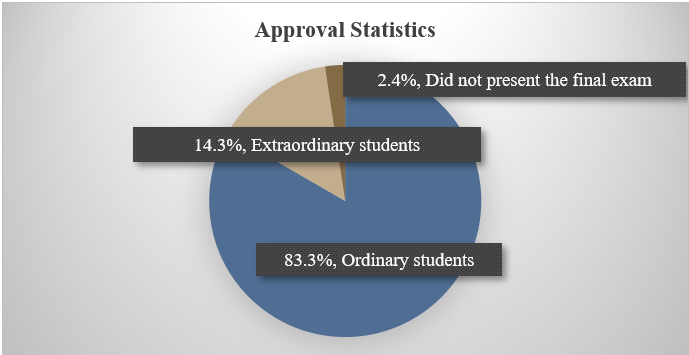 Approval Statistics
2.4%, Did not present the final exam
14.3%, Extraordinary students
83.3%, Ordinary students